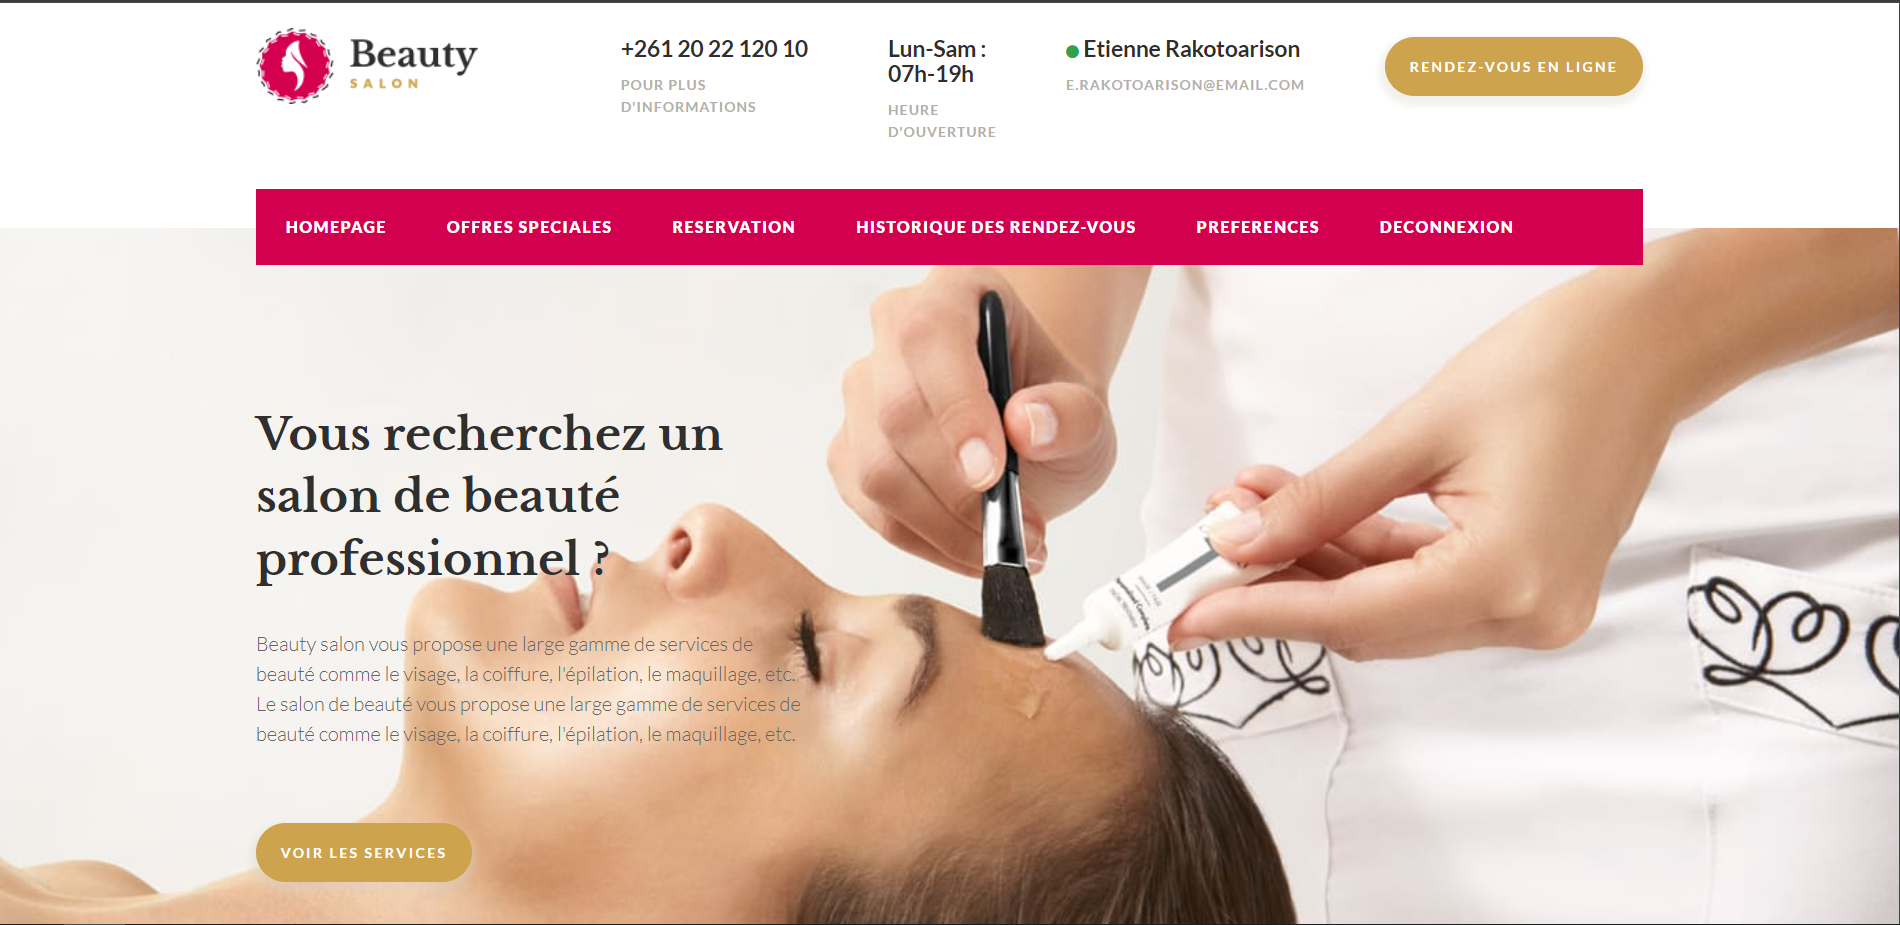 Beauty
SALON
+261 20 22 120 10
POUR PLUS
D'INFORMATIONS
Lun-Sam :
07h-19h
HEURE
D'OUVERTURE
Etienne Rakotoarison
E.RAKOTOARISON@EMAIL.COM
RENDEZ-VOUS EN LIGNE
HOMEPAGE
OFFRES SPECIALES
RESERVATION
HISTORIQUE DES RENDEZ-VOUS
PREFERENCES
DECONNEXION
Vous recherchez un
salon de beauté
professionnel ?
Beauty salon vous propose une large gamme de services de
beauté comme le visage, la coiffure, l'épilation, le maquillage, etc.
Le salon de beauté vous propose une large gamme de services de
beauté comme le visage, la coiffure, l'épilation, le maquillage, etc.
VOIR LES SERVICES